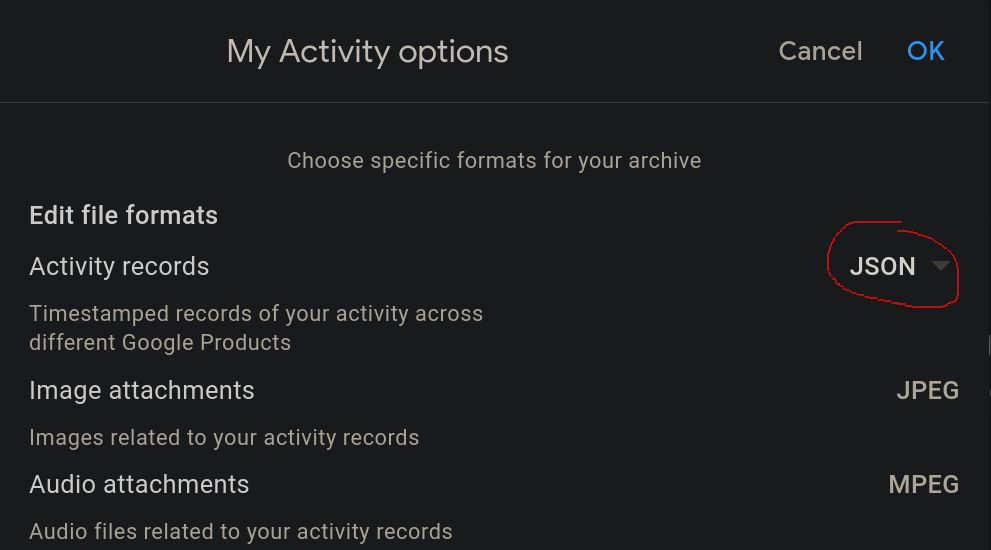 My Activity options
Cancel
OK
Choose specific formats for your archive
Edit file formats
Activity records
JSON
Timestamped records of your activity across
different Google Products
Image attachments
JPEG
Images related to your activity records
Audio attachments
MPEG
Audio files related to your activity records